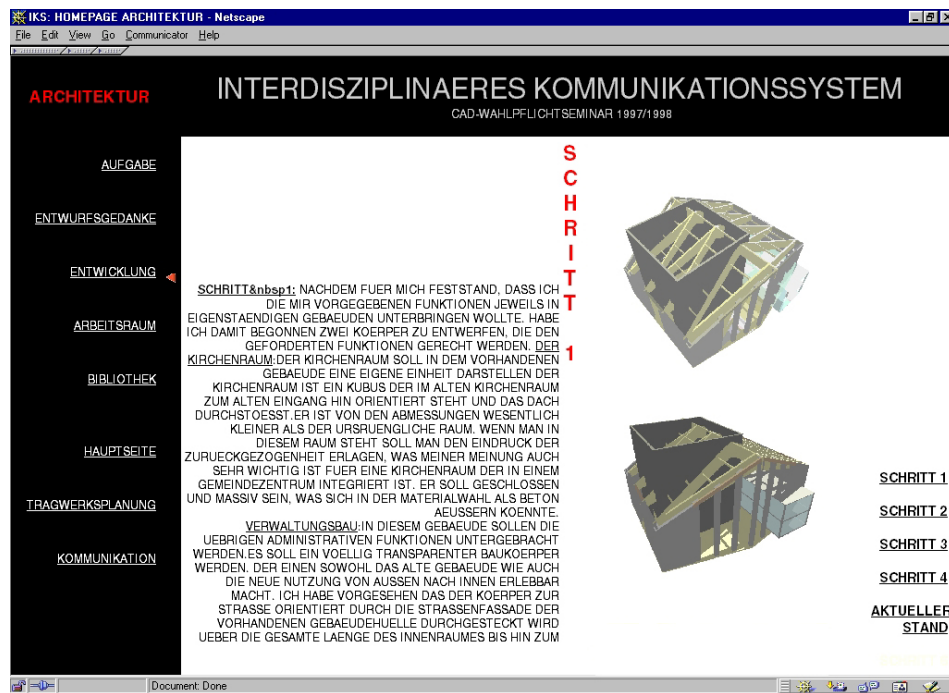 IKS: HOMEPAGE ARCHITEKTUR - Netscape
File Edit View Go Communicator Help
ARCHITEKTUR
INTERDISZIPLINAERES KOMMUNIKATIONSSYSTEM
CAD-WAHLPFLICHTSEMINAR 1997/1998
AUFGABE
ENTWURFSGEDANKE
ENTWICKLUNG
ARBEITSRAUM
BIBLIOTHEK
HAUPTSEITE
TRAGWERKSPLANUNG
KOMMUNIKATION
SCHRITT&nbsp1: NACHDEM FUER MICH FESTSTAND, DASS ICH
DIE MIR VORGEGEBENEN FUNKTIONEN JEWEILS IN
EIGENSTAENDIGEN GEBAEUDEN UNTERBRINGEN WOLLTE. HABE
ICH DAMIT BEGONNEN ZWEI KOERPER ZU ENTWERFEN, DIE DEN
GEFORDERTEN FUNKTIONEN GERECHT WERDEN. DER
KIRCHENRAUM:DER KIRCHENRAUM SOLL IN DEM VORHANDENEN
GEBAEUDE EINE EIGENE EINHEIT DARSTELLEN DER
KIRCHENRAUM IST EIN KUBUS DER IM ALTEN KIRCHENRAUM
ZUM ALTEN EINGANG HIN ORIENTIERT STEHT UND DAS DACH
DURCHSTOESST.ER IST VON DEN ABMESSUNGEN WESENTLICH
KLEINER ALS DER URSRUENGLICHE RAUM. WENN MAN IN
DIESEM RAUM STEHT SOLL MAN DEN EINDRUCK DER
ZURUECKGEZOGENHEIT ERLAGEN, WAS MEINER MEINUNG AUCH
SEHR WICHTIG IST FUER EINE KIRCHENRAUM DER IN EINEM
GEMEINDEZENTRUM INTEGRIERT IST. ER SOLL GESCHLOSSEN
UND MASSIV SEIN, WAS SICH IN DER MATERIALWAHL ALS BETON
AEUSSERN KOENNTE.
VERWALTUNGSBAU:IN DIESEM GEBAEUDE SOLLEN DIE
UEBRIGEN ADMINISTRATIVEN FUNKTIONEN UNTERGEBRACHT
WERDEN.ES SOLL EIN VOELLIG TRANSPARENTER BAUKOERPER
WERDEN. DER EINEN SOWOHL DAS ALTE GEBAEUDE WIE AUCH
DIE NEUE NUTZUNG VON AUSSEN NACH INNEN ERLEBBAR
MACHT. ICH HABE VORGESEHEN DAS DER KOERPER ZUR
STRASSE ORIENTIERT DURCH DIE STRASSENFASSADE DER
VORHANDENEN GEBAEUDEHUELLE DURCHGESTECKT WIRD
UEBER DIE GESAMTE LAENGE DES INNENRAUMES BIS HIN ZUM
SCHRITT 1
SCHRITT 1
SCHRITT 2
SCHRITT 3
SCHRITT 4
AKTUELLER
STAND
Document: Done